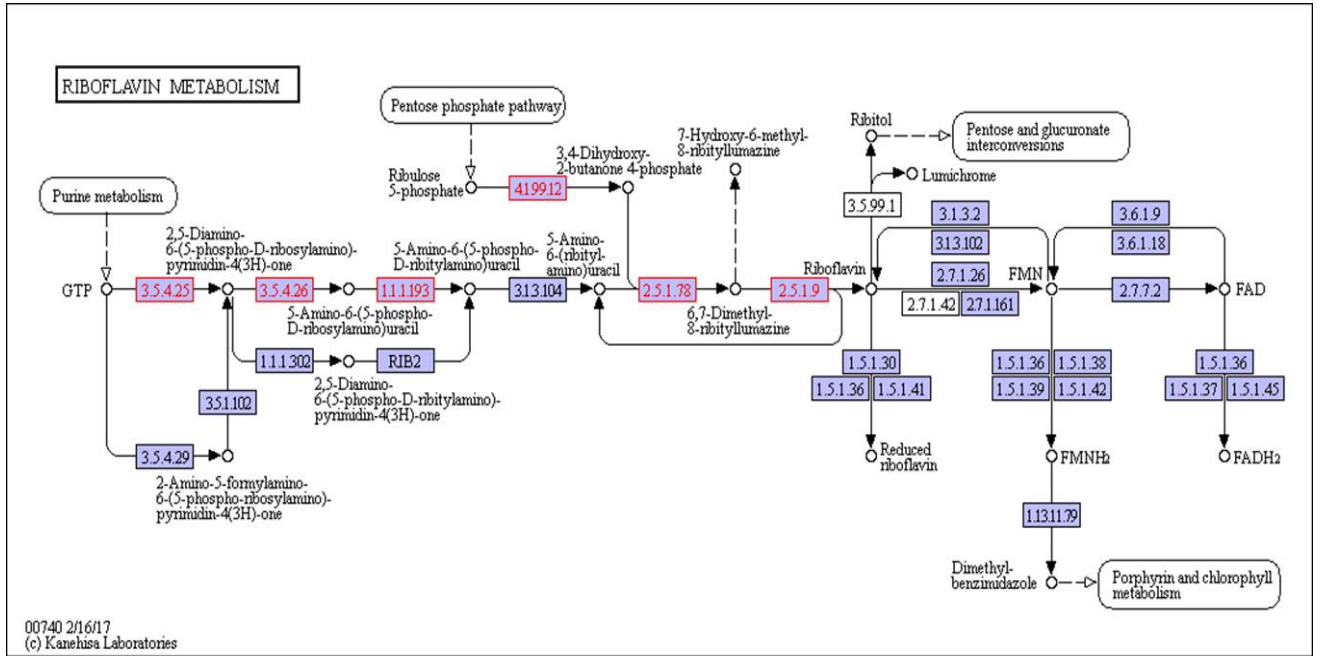 RIBOFLAVIN METABOLISM
Pentose phosphate pathway
Ribitol
Pentose and glucuronate
interconversions
7-Hydroxy-6-methyl-
8-ribityllumazine
3,4-Dihydroxy-
2-butanone 4-phosphate
Ribulose
5-phosphate
4.1.99.12
Lumichrome
3.5.99.1
Purine metabolism
2,5-Diamino-
6-(5-phospho-D-ribosylamino)-
pyrimidin-4(3H)-one
5-Amino-6-(5-phospho-
D-ribitylamino)uracil
5-Amino-
6-(ribityl-
amino)uracil
3.1.3.2
3.1.3.102
3.6.1.9
3.6.1.18
Riboflavin
2.7.1.26
FMN
GTP
3.5.4.25
3.5.4.26
1.1.1.193
3.1.3.104
2.5.1.78
2.5.1.9
2.7.1.42
2.7.1.161
2.7.7.2
FAD
5-Amino-6-(5-phospho-
D-ribosylamino)uracil
6,7-Dimethyl-
8-ribityllumazine
1.1.1.302
RIB2
2,5-Diamino-
6-(5-phospho-D-ribitylamino)-
pyrimidin-4(3H)-one
1.5.1.30
1.5.1.36
1.5.1.41
1.5.1.36
1.5.1.38
1.5.1.39
1.5.1.42
1.5.1.36
1.5.1.37
1.5.1.45
3.5.1.102
3.5.4.29
2-Amino-5-formylamino-
6-(5-phospho-ribosylamino)-
pyrimidin-4(3H)-one
Reduced
riboflavin
FMNH2
FADH2
1.13.11.79
Dimethyl-
benzimidazole
Porphyrin and chlorophyll
metabolism
00740 2/16/17
(c) Kanehisa Laboratories